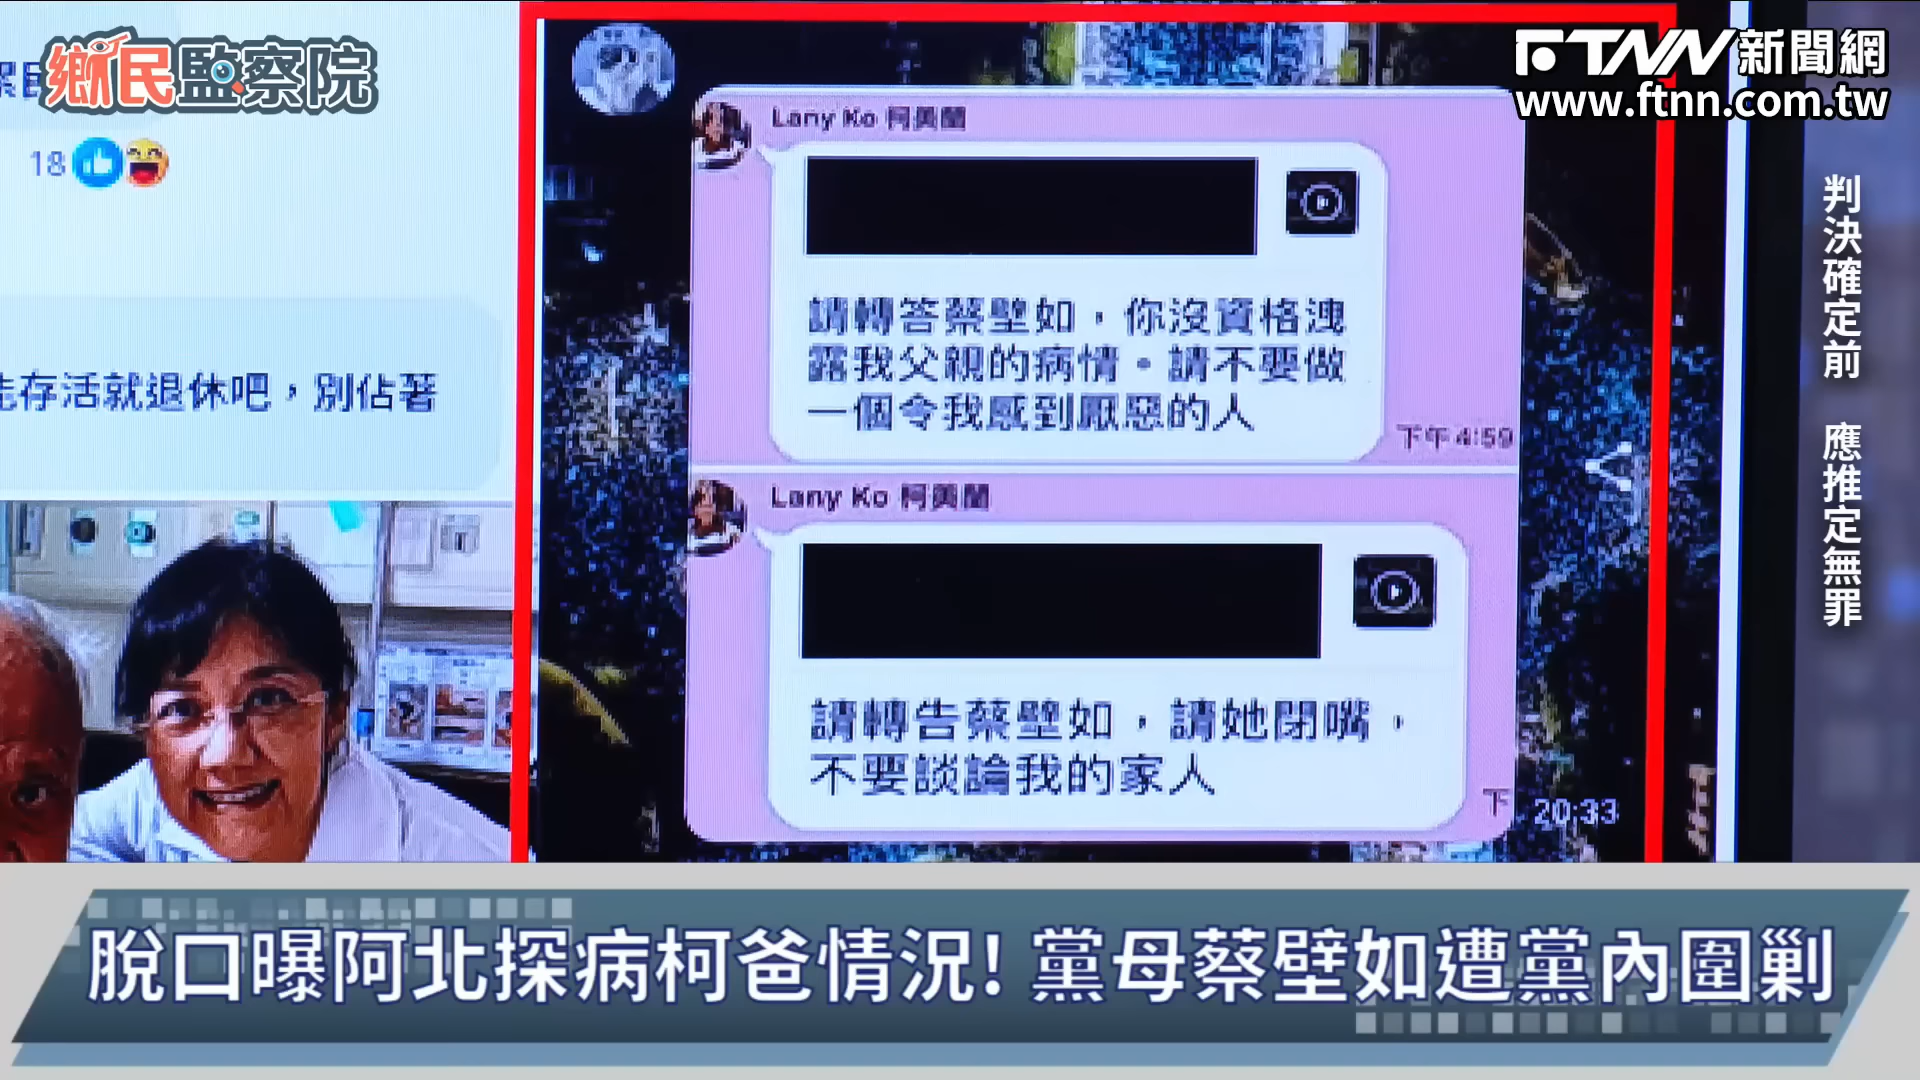 鄉民監察院
FTNN新聞網
www.ftnn.com.tw
判決確定前 應推定無罪
18
存活就退休吧，別佔著
Lany Ko 柯美蘭
請轉答蔡壁如，你沒資格洩
露我父親的病情。請不要做
一個令我感到厭惡的人
下午 4:59
Lany Ko 柯美蘭
請轉告蔡壁如，請她閉嘴，
不要談論我的家人
下
20:33
脫口曝阿北探病柯爸情況！黨母蔡壁如遭黨內圍剿